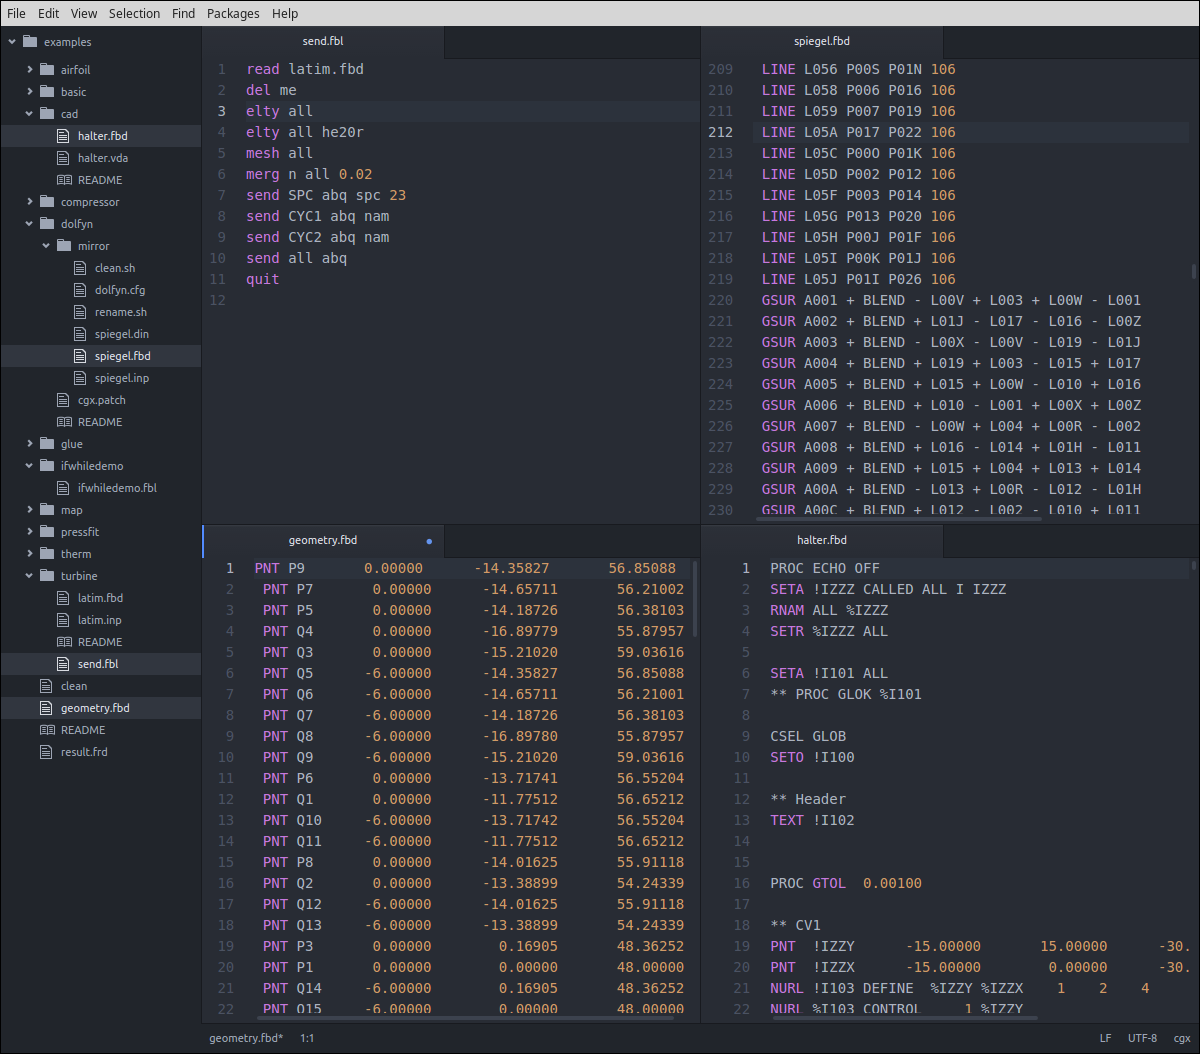 File Edit View Selection Find Packages Help
examples
airfoil
basic
cad
halter.fbd
halter.vda
README
compressor
dolfyn
mirror
clean.sh
dolfyn.cfg
rename.sh
spiegel.din
spiegel.fbd
spiegel.inp
cgx.patch
README
glue
ifwhiledemo
ifwhiledemo.fbl
map
pressfit
therm
turbine
latim.fbd
latim.inp
README
send.fbl
clean
geometry.fbd
README
result.frd
send.fbl
1 read latim.fbd
2 del me
3 elty all
4 elty all he20r
5 mesh all
6 merg n all 0.02
7 send SPC abq spc 23
8 send CYC1 abq nam
9 send CYC2 abq nam
10 send all abq
11 quit
12
spiegel.fbd
209 LINE L056 P00S P01N 106
210 LINE L058 P006 P016 106
211 LINE L059 P007 P019 106
212 LINE L05A P017 P022 106
213 LINE L05C P00O P01K 106
214 LINE L05D P002 P012 106
215 LINE L05F P003 P014 106
216 LINE L05G P013 P020 106
217 LINE L05H P00J P01F 106
218 LINE L05I P00K P01J 106
219 LINE L05J P01I P026 106
220 GSUR A001 + BLEND - L00V + L003 + L00W - L001
221 GSUR A002 + BLEND + L01J - L017 - L016 - L00Z
222 GSUR A003 + BLEND - L00X - L00V - L019 - L01J
223 GSUR A004 + BLEND + L019 + L003 - L015 + L017
224 GSUR A005 + BLEND + L015 + L00W - L010 + L016
225 GSUR A006 + BLEND + L010 - L001 + L00X + L00Z
226 GSUR A007 + BLEND - L00W + L004 + L00R - L002
227 GSUR A008 + BLEND + L016 - L014 + L01H - L011
228 GSUR A009 + BLEND + L015 + L004 + L013 + L014
229 GSUR A00A + BLEND - L013 + L00R - L012 - L01H
230 GSUR A00C + BLEND + L012 - L002 - L010 + L011
geometry.fbd
1 PNT P9 0.00000 -14.35827 56.85088
2 PNT P7 0.00000 -14.65711 56.21002
3 PNT P5 0.00000 -14.18726 56.38103
4 PNT Q4 0.00000 -16.89779 55.87957
5 PNT Q3 0.00000 -15.21020 59.03616
6 PNT Q5 -6.00000 -14.35827 56.85088
7 PNT Q6 -6.00000 -14.65711 56.21001
8 PNT Q7 -6.00000 -14.18726 56.38103
9 PNT Q8 -6.00000 -16.89780 55.87957
10 PNT Q9 -6.00000 -15.21020 59.03616
11 PNT P6 0.00000 -13.71741 56.55204
12 PNT Q1 0.00000 -11.77512 56.65212
13 PNT Q10 -6.00000 -13.71742 56.55204
14 PNT Q11 -6.00000 -11.77512 56.65212
15 PNT P8 0.00000 -14.01625 55.91118
16 PNT Q2 0.00000 -13.38899 54.24339
17 PNT Q12 -6.00000 -14.01625 55.91118
18 PNT Q13 -6.00000 -13.38899 54.24339
19 PNT P3 0.00000 0.16905 48.36252
20 PNT P1 0.00000 0.00000 48.00000
21 PNT Q14 -6.00000 0.16905 48.36252
22 PNT Q15 -6.00000 0.00000 48.00000
halter.fbd
1 PROC ECHO OFF
2 SETA !IZZZ CALLED ALL I IZZZ
3 RNAM ALL %IZZZ
4 SETR %IZZZ ALL
5
6 SETA !I101 ALL
7 ** PROC GLOK %I101
8
9 CSEL GLOB
10 SETO !I100
11
12 ** Header
13 TEXT !I102
14
15
16 PROC GTOL 0.00100
17
18 ** CV1
19 PNT !IZZY -15.00000 15.00000 -30.
20 PNT !IZZX -15.00000 0.00000 -30.
21 NURL !I103 DEFINE %IZZY %IZZX 1 2 4
22 NURL %I103 CONTROL 1 %IZZY
geometry.fbd* 1:1 LF UTF-8 cgx